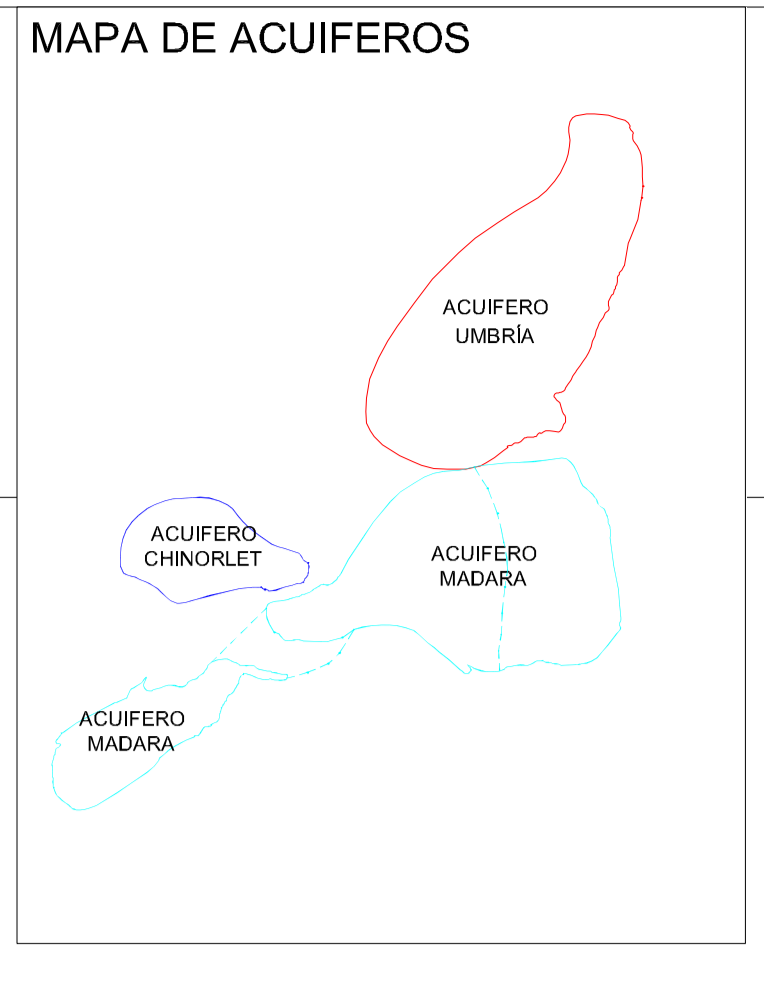 MAPA DE ACUIFEROS
ACUIFERO
UMBRÍA
ACUIFERO
CHINORLET
ACUIFERO
MADARA
ACUIFERO
MADARA